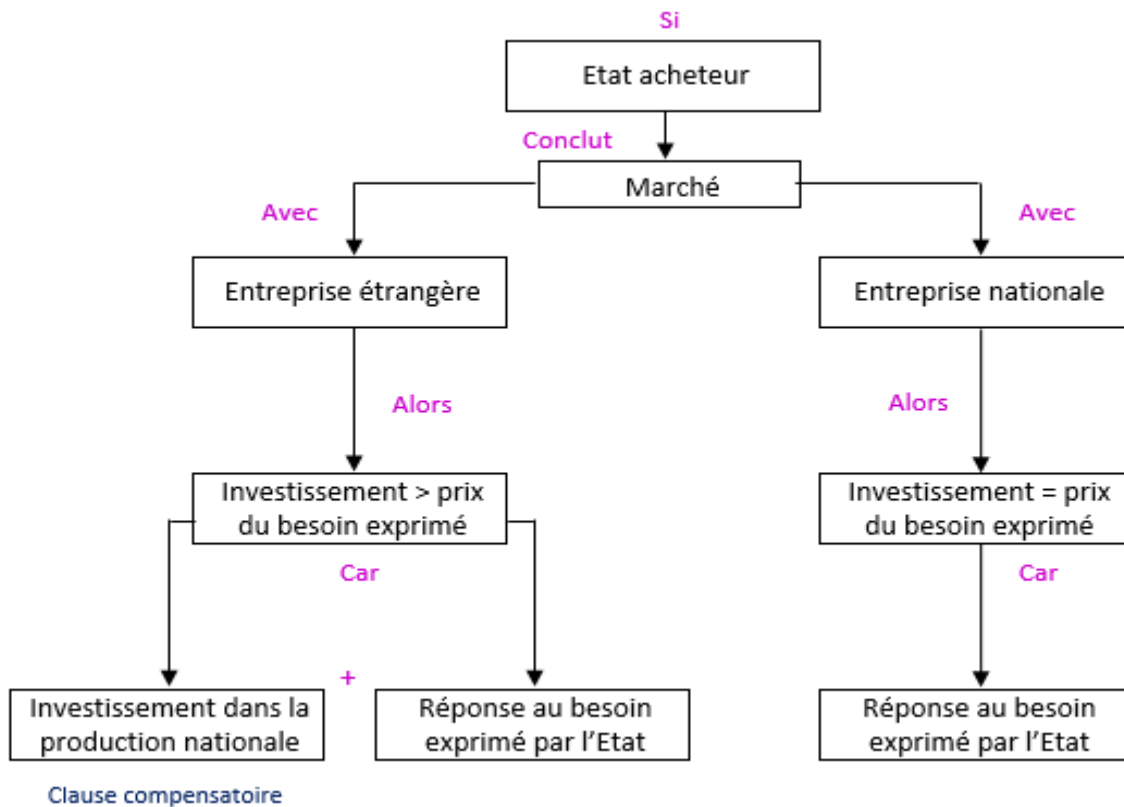 Si
Etat acheteur
Conclut
Marché
Avec
Avec
Entreprise étrangère
Entreprise nationale
Alors
Alors
Investissement > prix
du besoin exprimé
Investissement = prix
du besoin exprimé
Car
Car
+
Investissement dans la
production nationale
Réponse au besoin
exprimé par l’Etat
Réponse au besoin
exprimé par l’Etat
Clause compensatoire